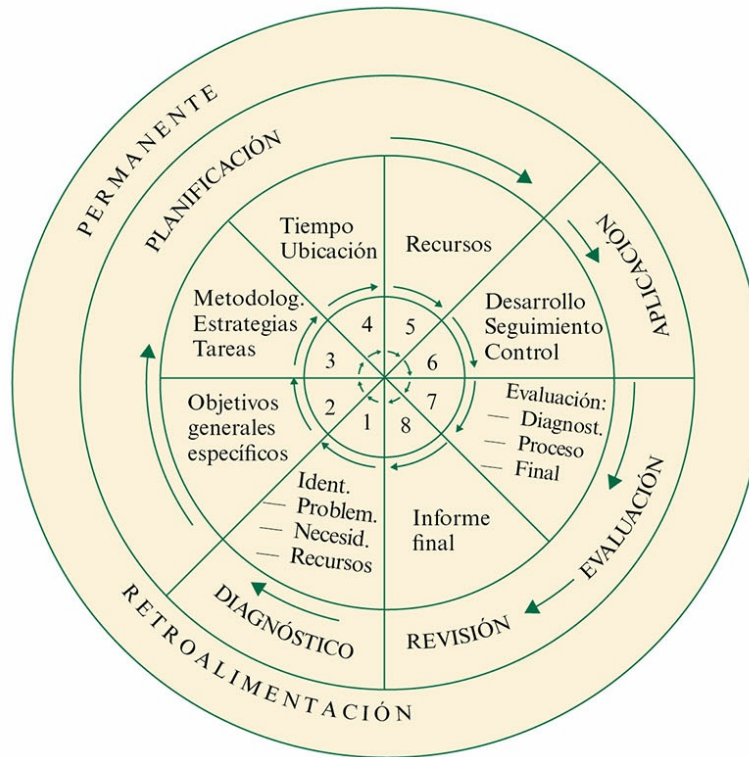 PERMANENTE
RETROALIMENTACIÓN
PLANIFICACIÓN
APLICACIÓN
EVALUACIÓN
REVISIÓN
DIAGNÓSTICO
Tiempo
Ubicación
Recursos
Metodolog.
Estrategias
Tareas
Desarrollo
Seguimiento
Control
Objetivos
generales
específicos
Evaluación:
— Diagnost.
— Proceso
— Final
Ident.
— Problem.
— Necesid.
— Recursos
Informe
final
4
5
3
6
2
7
1
8